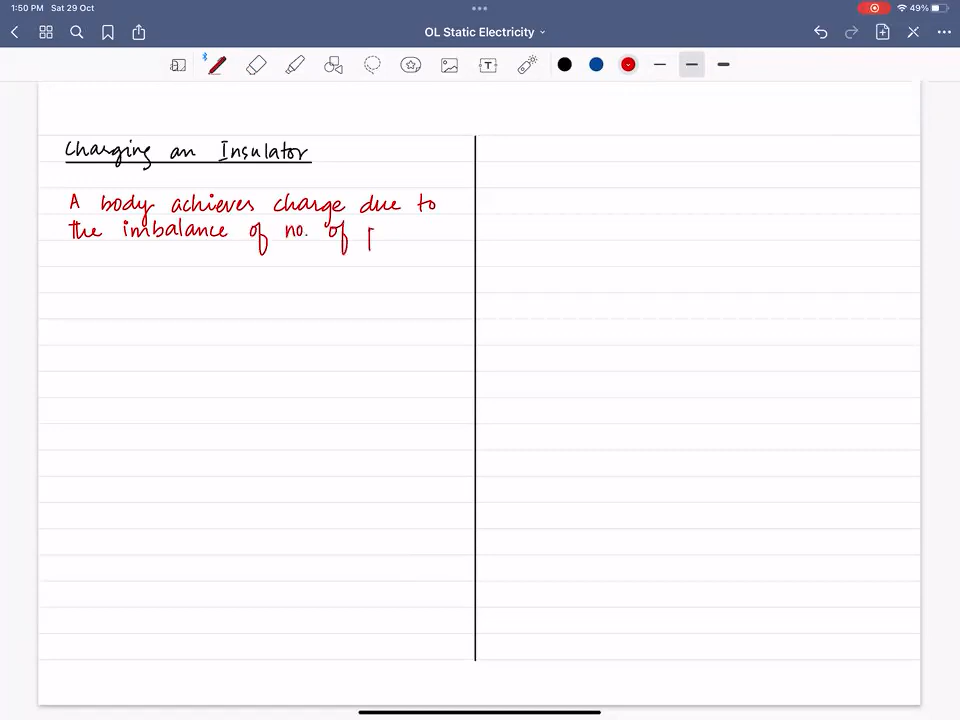 1:50 PM Sat 29 Oct
49%
OL Static Electricity
T
Charging an Insulator
A body achieves charge due to
the imbalance of no. of